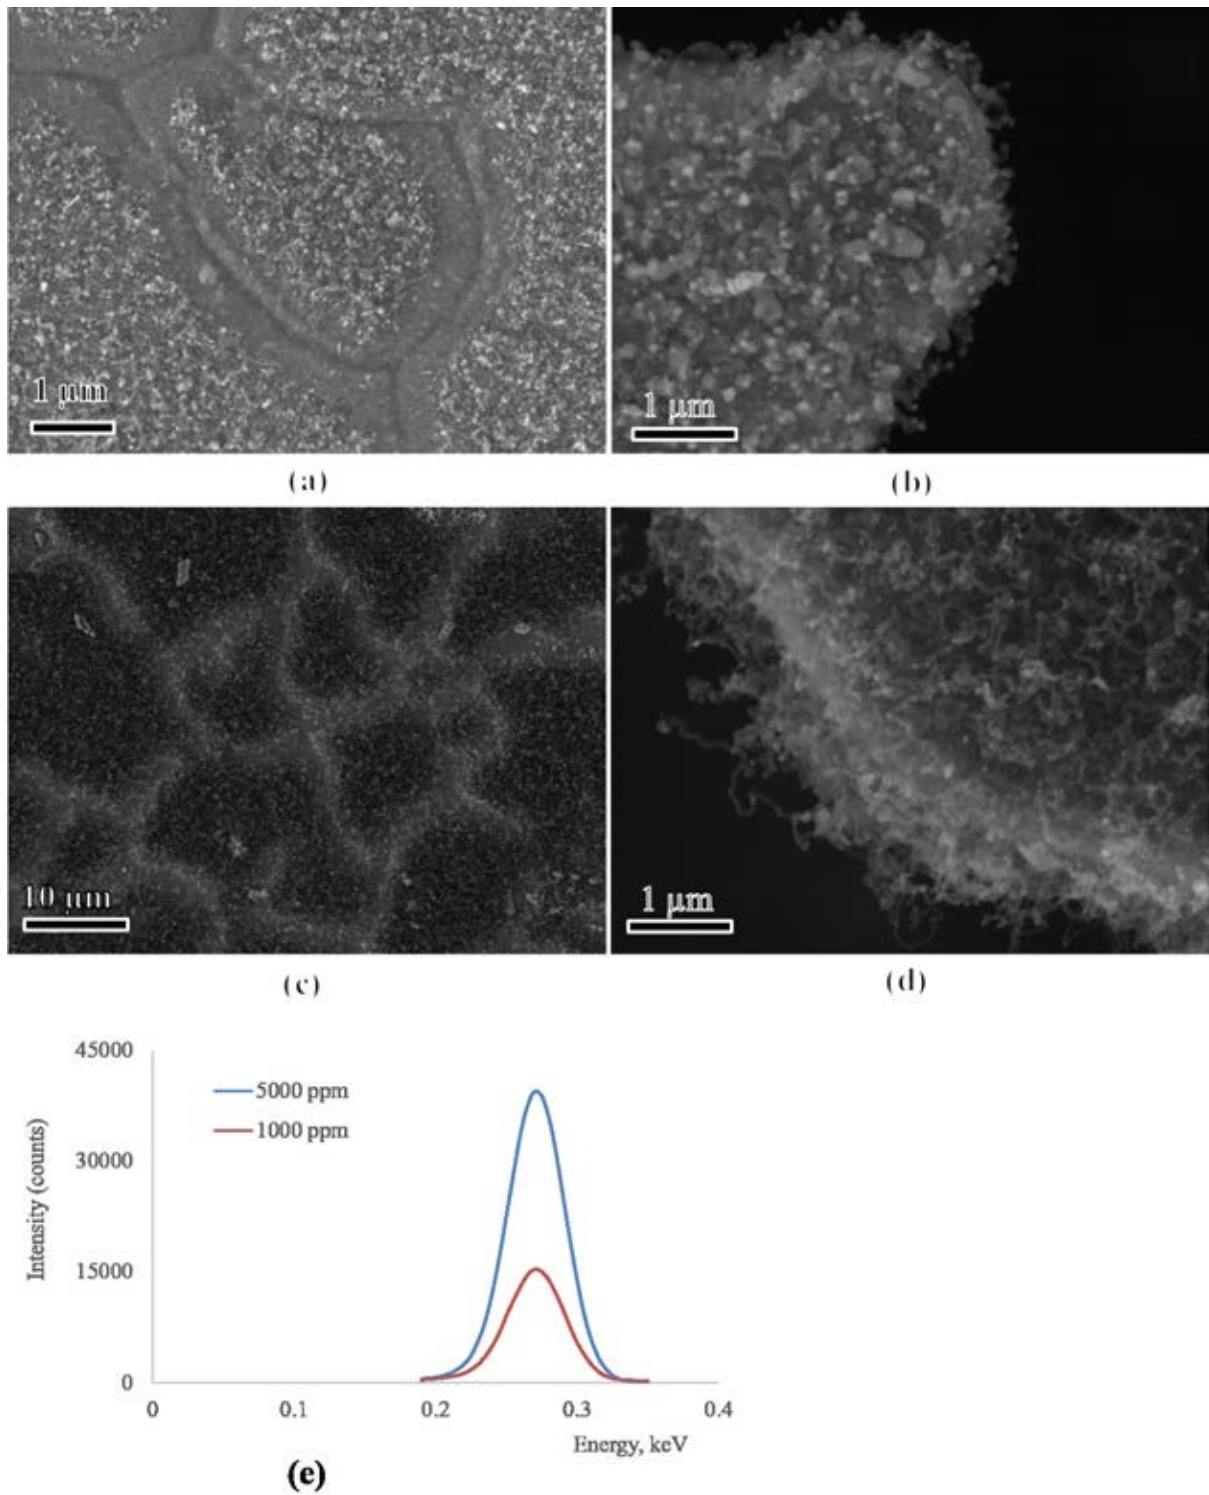 1 µm
1 µm
(a)
(b)
10 µm
1 µm
(c)
(d)
45000
30000
15000
0
Intensity (counts)
5000 ppm
1000 ppm
0
0.1
0.2
0.3
0.4
Energy, keV
(e)